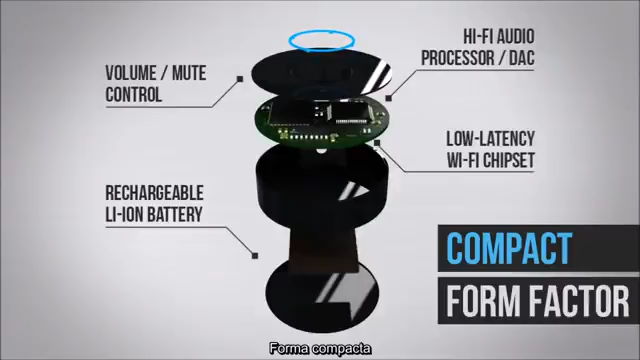 VOLUME / MUTE
CONTROL
HI-FI AUDIO
PROCESSOR / DAC
LOW-LATENCY
WI-FI CHIPSET
RECHARGEABLE
LI-ION BATTERY
COMPACT
FORM FACTOR
Forma compacta